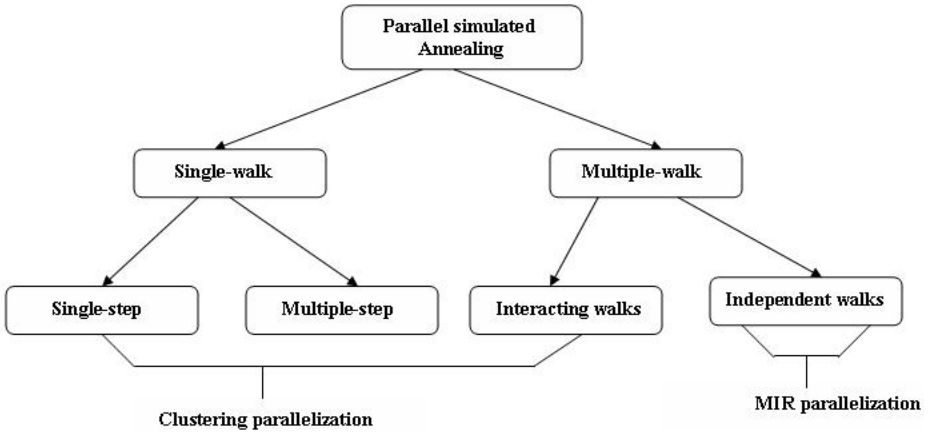 Parallel simulated
Annealing
Single-walk
Multiple-walk
Single-step
Multiple-step
Interacting walks
Independent walks
Clustering parallelization
MIR parallelization